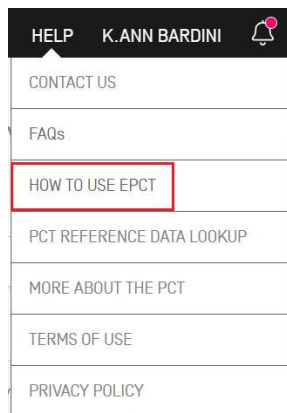 HELP K.ANN BARDINI
CONTACT US
FAQs
HOW TO USE EPCT
PCT REFERENCE DATA LOOKUP
MORE ABOUT THE PCT
TERMS OF USE
PRIVACY POLICY